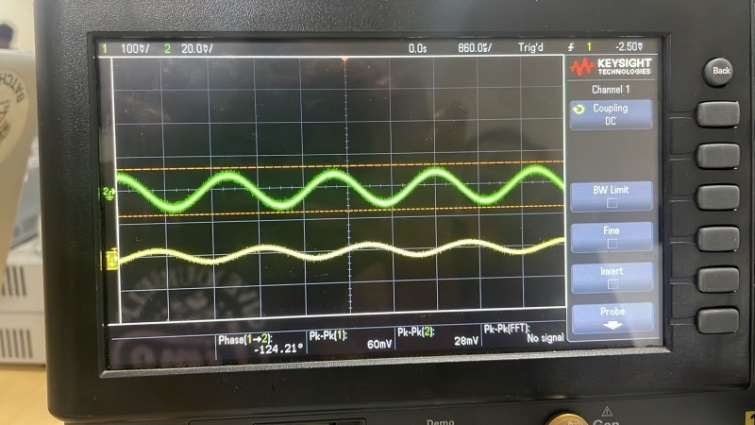 1 100%/ 2 20.0%/ 0.0s 860.0%/ Trig'd 1 -2.50%
KEYSIGHT
TECHNOLOGIES
Channel 1
Coupling
DC
BW Limit
Fine
Invert
Probe
Phase(1→2):
-124.21°
Pk-Pk(1):
60mV
Pk-Pk(2):
28mV
Pk-Pk(FFT):
No signal
Back
BATCH
Demo
Gen